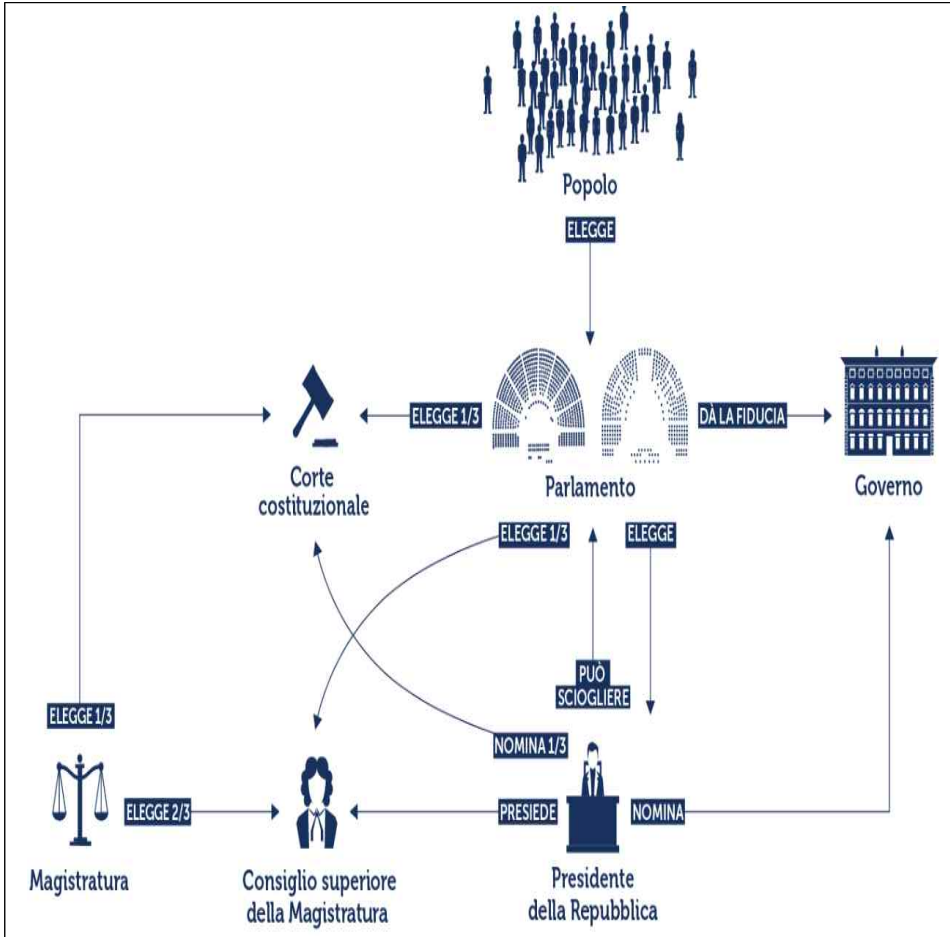 Popolo
ELEGGE
ELEGGE 1/3
DÀ LA FIDUCIA
Corte
costituzionale
Parlamento
Governo
ELEGGE 1/3
ELEGGE
PUÒ
SCIOGLIERE
ELEGGE 1/3
NOMINA 1/3
ELEGGE 2/3
PRESIEDE
NOMINA
Magistratura
Consiglio superiore
della Magistratura
Presidente
della Repubblica